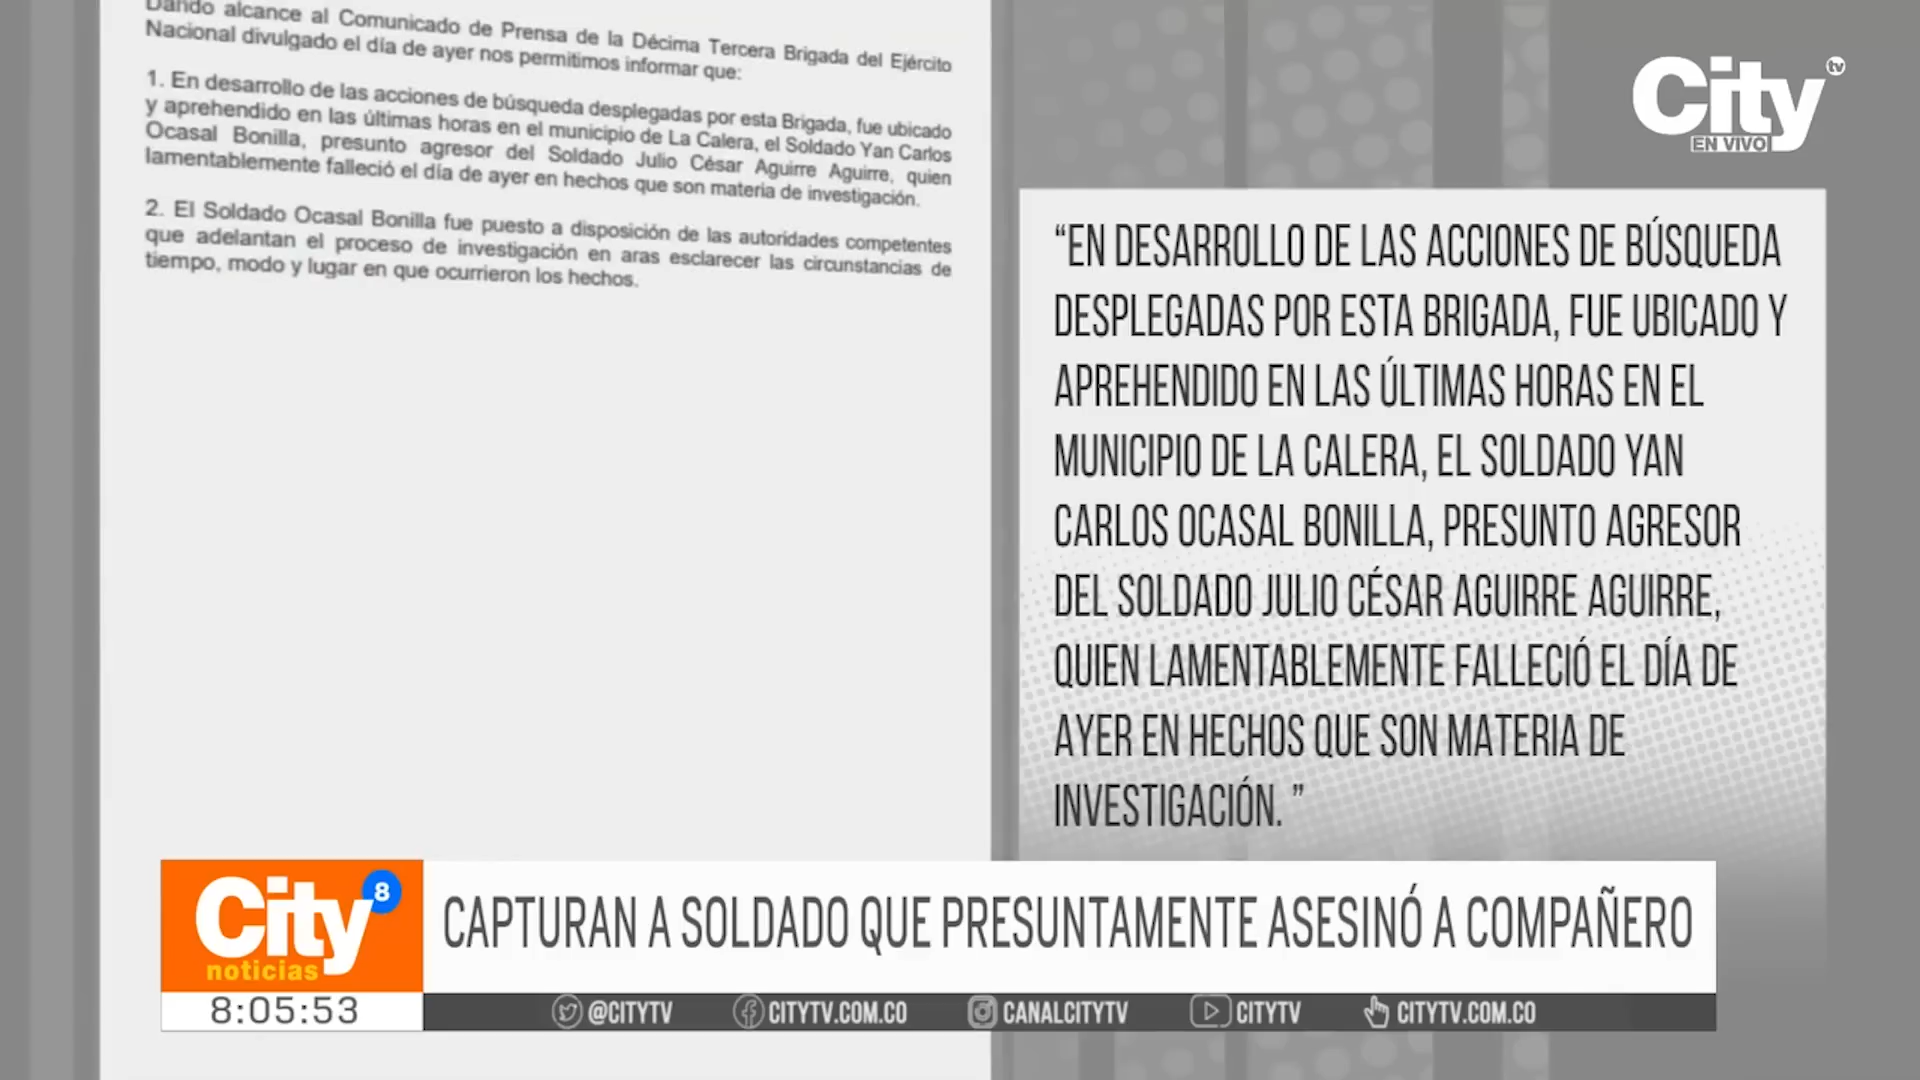 Dando alcance al Comunicado de Prensa de la Décima Tercera Brigada del Ejército
Nacional divulgado el día de ayer nos permitimos informar que:
1. En desarrollo de las acciones de búsqueda desplegadas por esta Brigada, fue ubicado
y aprehendido en las últimas horas en el municipio de La Calera, el Soldado Yan Carlos
Ocasal Bonilla, presunto agresor del Soldado Julio César Aguirre Aguirre, quien
lamentablemente falleció el día de ayer en hechos que son materia de investigación.
2. El Soldado Ocasal Bonilla fue puesto a disposición de las autoridades competentes
que adelantan el proceso de investigación en aras esclarecer las circunstancias de
tiempo, modo y lugar en que ocurrieron los hechos.
City tv
EN VIVO
“EN DESARROLLO DE LAS ACCIONES DE BÚSQUEDA
DESPLEGADAS POR ESTA BRIGADA, FUE UBICADO Y
APREHENDIDO EN LAS ÚLTIMAS HORAS EN EL
MUNICIPIO DE LA CALERA, EL SOLDADO YAN
CARLOS OCASAL BONILLA, PRESUNTO AGRESOR
DEL SOLDADO JULIO CÉSAR AGUIRRE AGUIRRE,
QUIEN LAMENTABLEMENTE FALLECIÓ EL DÍA DE
AYER EN HECHOS QUE SON MATERIA DE
INVESTIGACIÓN. ”
City 8
noticias
CAPTURAN A SOLDADO QUE PRESUNTAMENTE ASESINÓ A COMPAÑERO
8:05:53
@CITYTV CITYTV.COM.CO CANALCITYTV CITYTV CITYTV.COM.CO